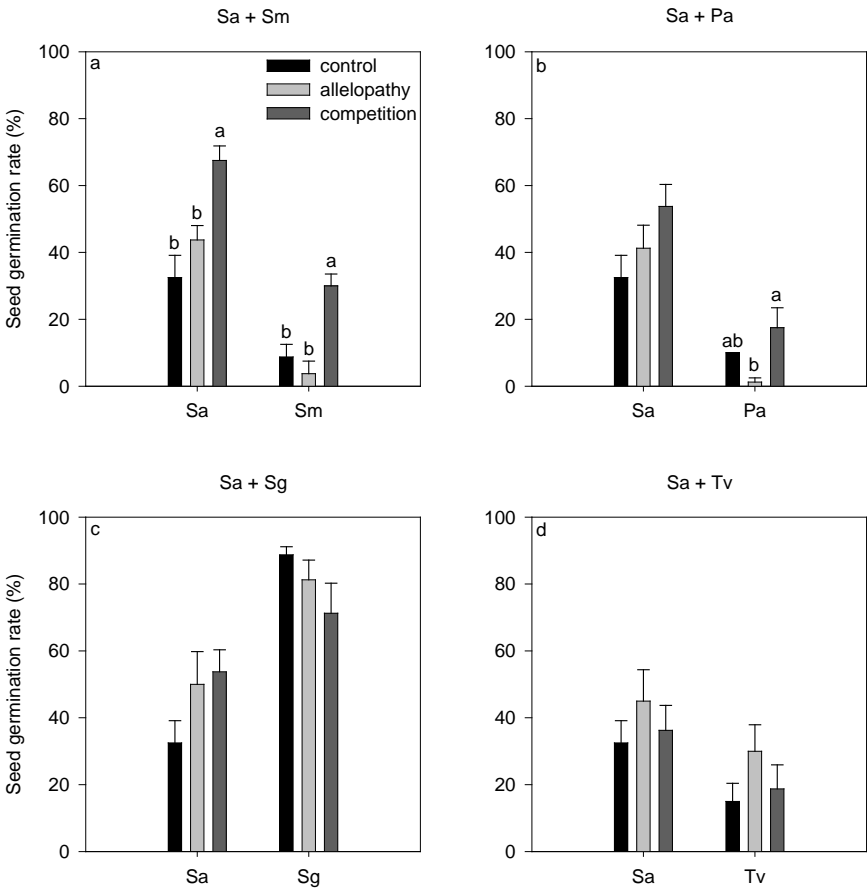 Sa + Sm
Sa + Pa
100
80
60
40
20
0
Seed germination rate (%)
a
control
allelopathy
competition
b
b
a
b
b
a
Sa
Sm
100
80
60
40
20
0
b
ab
b
a
Sa
Pa
Sa + Sg
Sa + Tv
100
80
60
40
20
0
Seed germination rate (%)
c
Sa
Sg
100
80
60
40
20
0
d
Sa
Tv